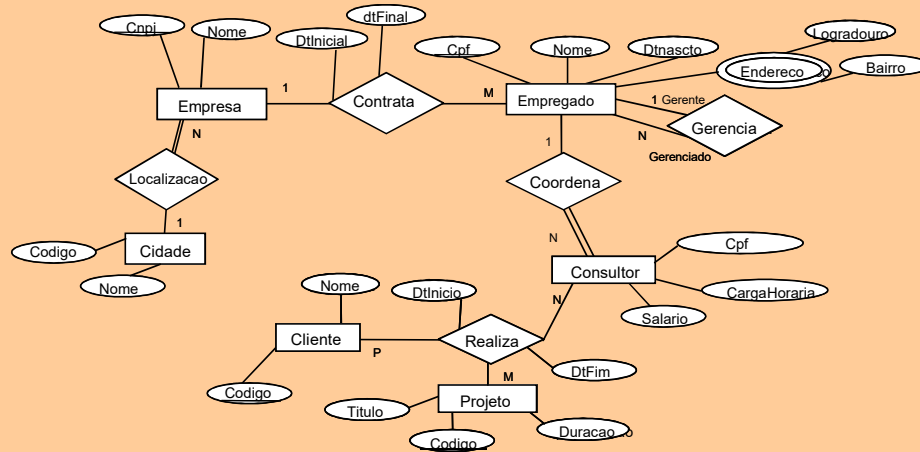 dtFinal
Logradouro
Cnpj
Nome
DtInicial
Cpf
Nome
Dtnascto
Endereco
Bairro
Empresa
1
Contrata
M
Empregado
1 Gerente
N
Gerencia
N
Gerenciado
1
Localizacao
Coordena
1
N
Codigo
Cidade
Cpf
Nome
Consultor
Nome
DtInicio
N
CargaHoraria
Salario
Cliente
P
Realiza
DtFim
M
Codigo
Titulo
Projeto
Duracao
Codigo